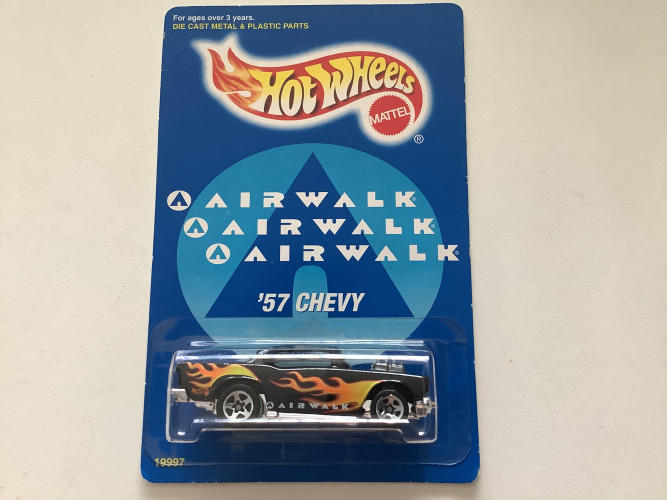 For ages over 3 years.
DIE CAST METAL & PLASTIC PARTS
HOT WHEELS
MATTEL
®
AIRWALK®
AIRWALK®
AIRWALK®
'57 CHEVY
AIRWALK
19997